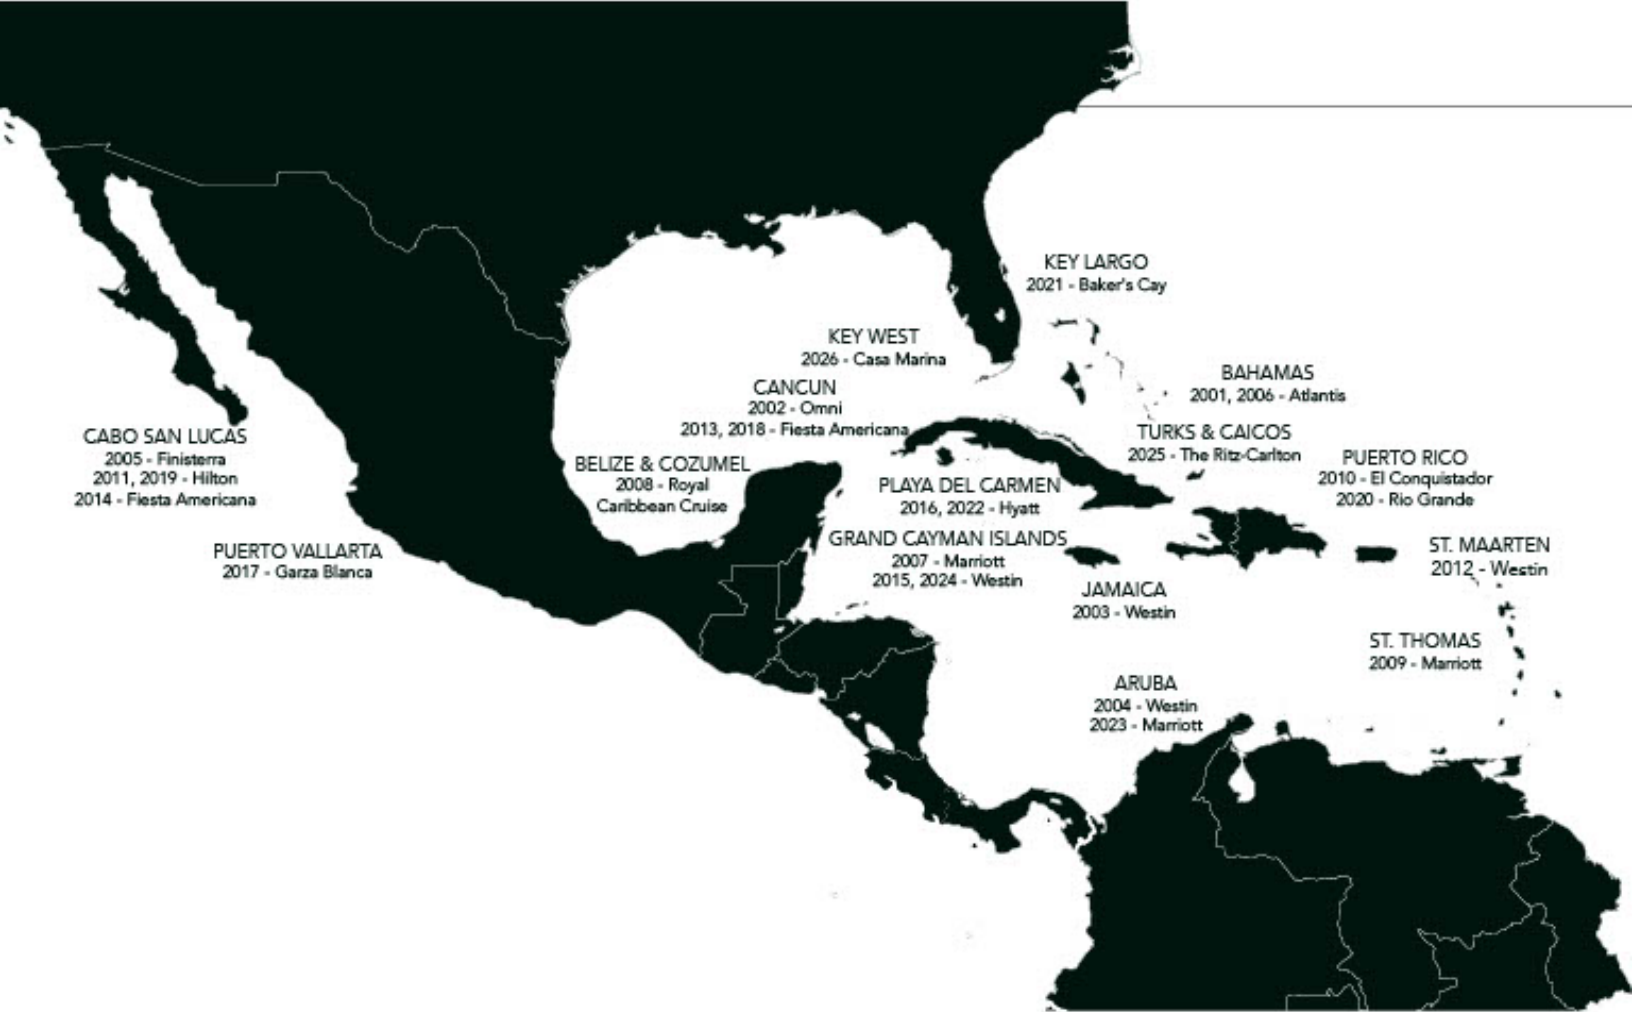 KEY LARGO
2021 - Baker's Cay
KEY WEST
2026 - Casa Marina
BAHAMAS
2001, 2006 - Atlantis
CANCUN
2002 - Omni
2013, 2018 - Fiesta Americana
TURKS & CAICOS
2025 - The Ritz-Carlton
CABO SAN LUCAS
2005 - Finisterra
2011, 2019 - Hilton
2014 - Fiesta Americana
BELIZE & COZUMEL
2008 - Royal
Caribbean Cruise
PUERTO RICO
2010 - El Conquistador
2020 - Rio Grande
PLAYA DEL CARMEN
2016, 2022 - Hyatt
GRAND CAYMAN ISLANDS
2007 - Marriott
2015, 2024 - Westin
ST. MAARTEN
2012 - Westin
PUERTO VALLARTA
2017 - Garza Blanca
JAMAICA
2003 - Westin
ST. THOMAS
2009 - Marriott
ARUBA
2004 - Westin
2023 - Marriott